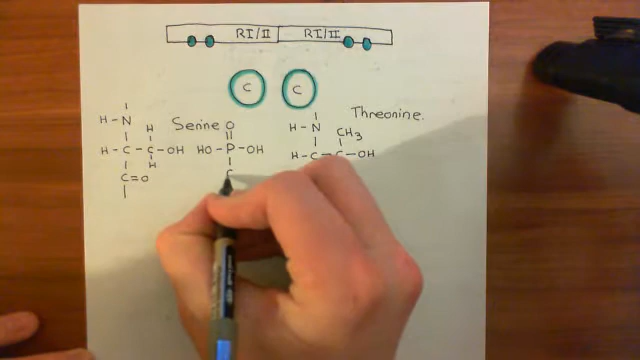 RI/II RI/II
C C
Serine
Threonine.
H-N
H
H-C-C-OH
H
C=O
O
HO-P-OH
H-N
CH3
H-C-C-OH